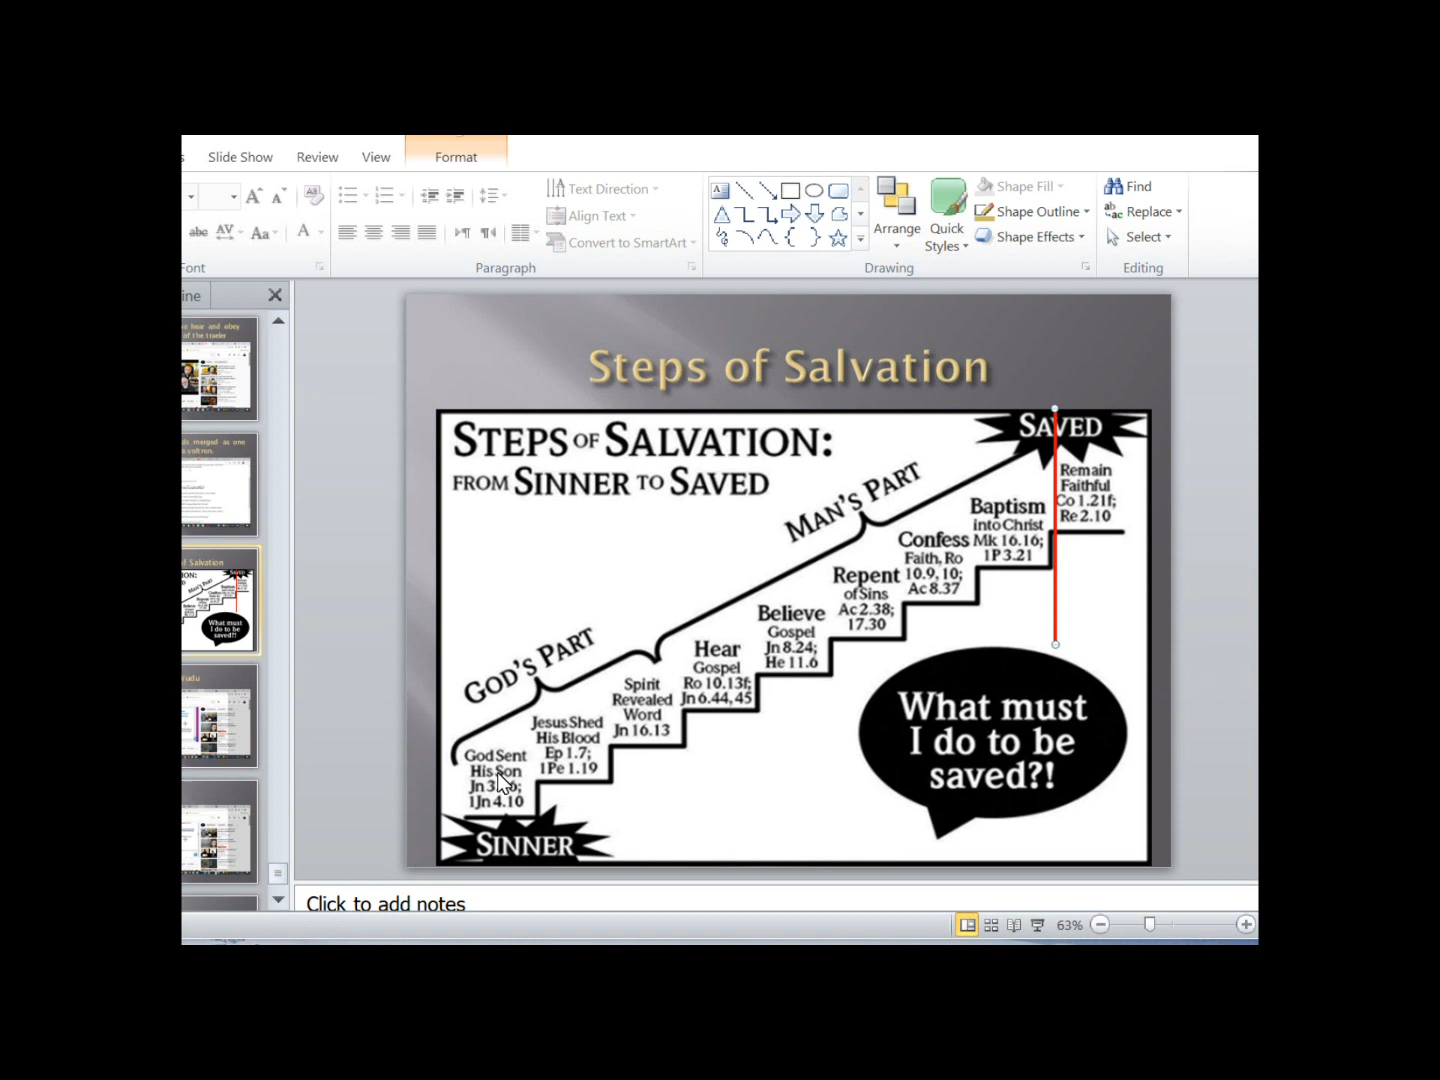 Slide Show Review View Format
Text Direction
Align Text
Convert to SmartArt
Arrange
Quick
Styles
Shape Fill
Shape Outline
Shape Effects
Find
Replace
Select
Font
Paragraph
Drawing
Editing
ine
Steps of Salvation
STEPS OF SALVATION:
FROM SINNER TO SAVED
SAVED
MAN'S PART
GOD'S PART
Remain
Faithful
Co 1.21f;
Re 2.10
Baptism
into Christ
Mk 16.16;
1P 3.21
Confess
Faith, Ro
10.9, 10;
Ac 8.37
Repent
of Sins
Ac 2.38;
17.30
Believe
Gospel
Jn 8.24;
He 11.6
Hear
Gospel
Ro 10.13f;
Jn 6.44, 45
Spirit
Revealed
Word
Jn 16.13
Jesus Shed
His Blood
Ep 1.7;
1Pe 1.19
God Sent
His Son
1Jn 4.10
SINNER
What must
I do to be
saved?!
Click to add notes
63%